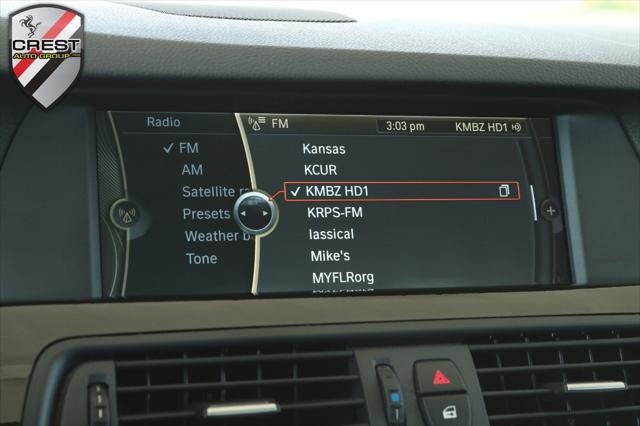 CREST
AUTO GROUP
Radio
FM
3:03 pm
KMBZ HD1
✓ FM
AM
Satellite
Presets
Weather
Tone
Kansas
KCUR
✓ KMBZ HD1
KRPS-FM
lassical
Mike's
MYFLRorg